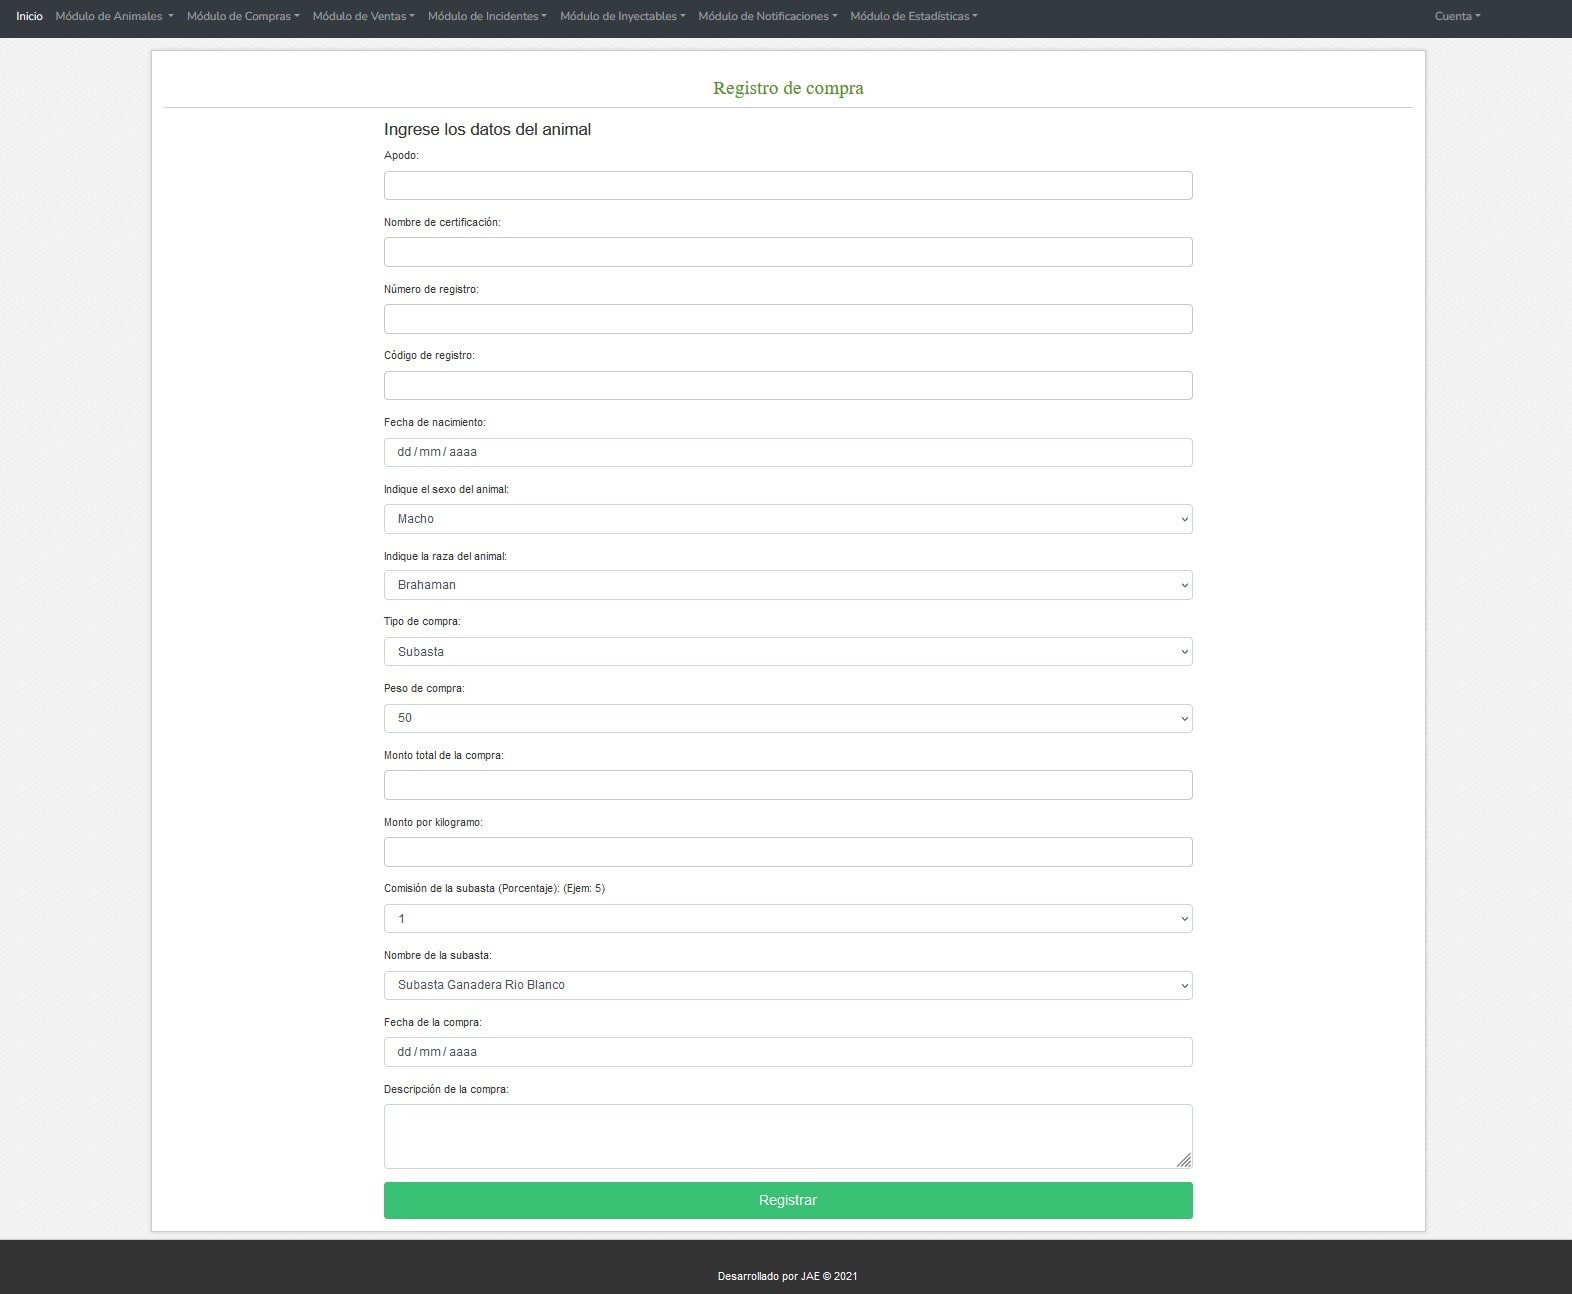 Inicio Módulo de Animales Módulo de Compras Módulo de Ventas Módulo de Incidentes Módulo de Inyectables Módulo de Notificaciones Módulo de Estadísticas Cuenta
Registro de compra
Ingrese los datos del animal
Apodo:
Nombre de certificación:
Número de registro:
Código de registro:
Fecha de nacimiento:
dd / mm / aaaa
Indique el sexo del animal:
Macho
Indique la raza del animal:
Brahaman
Tipo de compra:
Subasta
Peso de compra:
50
Monto total de la compra:
Monto por kilogramo:
Comisión de la subasta (Porcentaje): (Ejem: 5)
1
Nombre de la subasta:
Subasta Ganadera Rio Blanco
Fecha de la compra:
dd / mm / aaaa
Descripción de la compra:
Registrar
Desarrollado por JAE © 2021